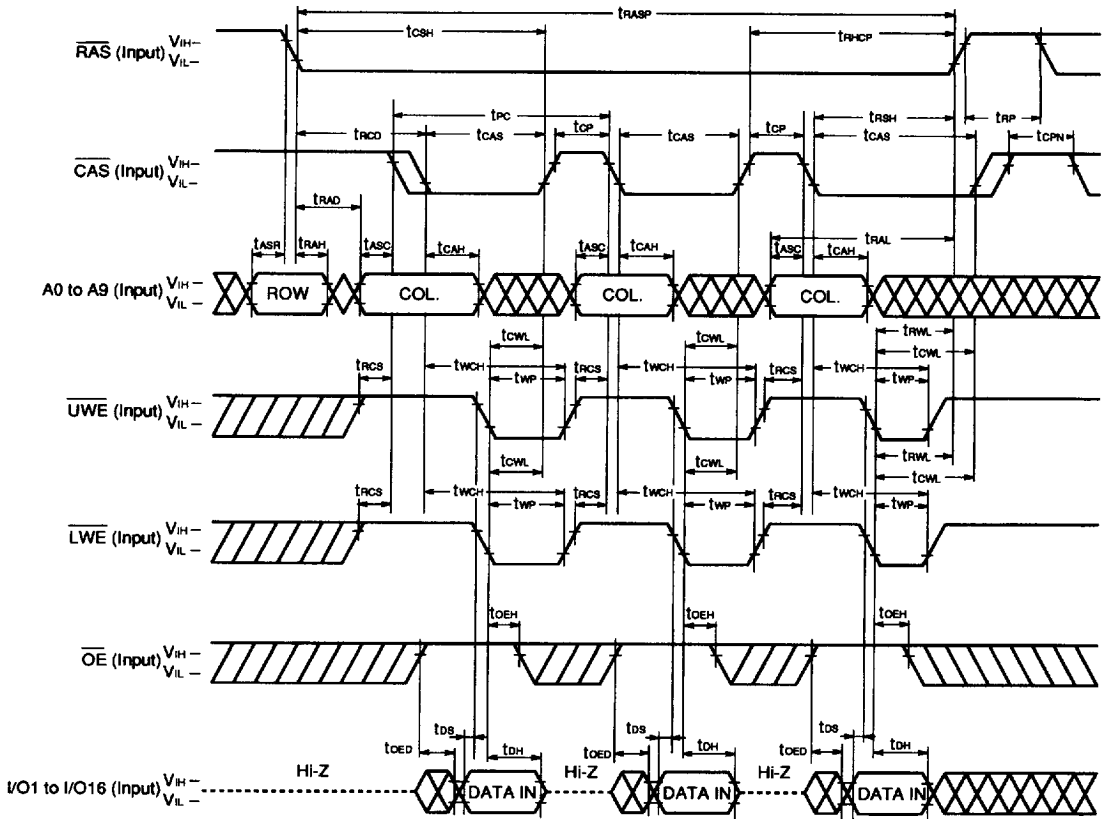 tRASP
tCSH tRHCP
RAS (Input) VIH–
VIL–
tPC tRSH tRP
tRCD tCAS tCP tCAS tCP tCAS tCPN
CAS (Input) VIH–
VIL–
tRAD tRAL
tASR tRAH tASC tCAH tASC tCAH tASC tCAH
A0 to A9 (Input) VIH–
VIL–
ROW COL. COL. COL.
tRWL
tCWL tCWL tCWL
tRCS tWCH tRCS tWCH tRCS tWCH
tWP tWP tWP
UWE (Input) VIH–
VIL–
tRWL
tCWL tCWL tCWL
tRCS tWCH tRCS tWCH tRCS tWCH
tWP tWP tWP
LWE (Input) VIH–
VIL–
tOEH tOEH tOEH
OE (Input) VIH–
VIL–
tDS tDS tDS
tOED tDH tOED tDH tOED tDH
I/O1 to I/O16 (Input) VIH–
VIL–
Hi-Z DATA IN Hi-Z DATA IN Hi-Z DATA IN